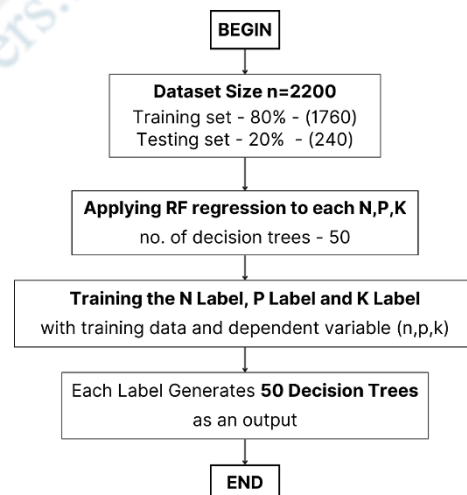 BEGIN
Dataset Size n=2200
Training set - 80% - (1760)
Testing set - 20% - (240)
Applying RF regression to each N,P,K
no. of decision trees - 50
Training the N Label, P Label and K Label
with training data and dependent variable (n,p,k)
Each Label Generates 50 Decision Trees
as an output
END